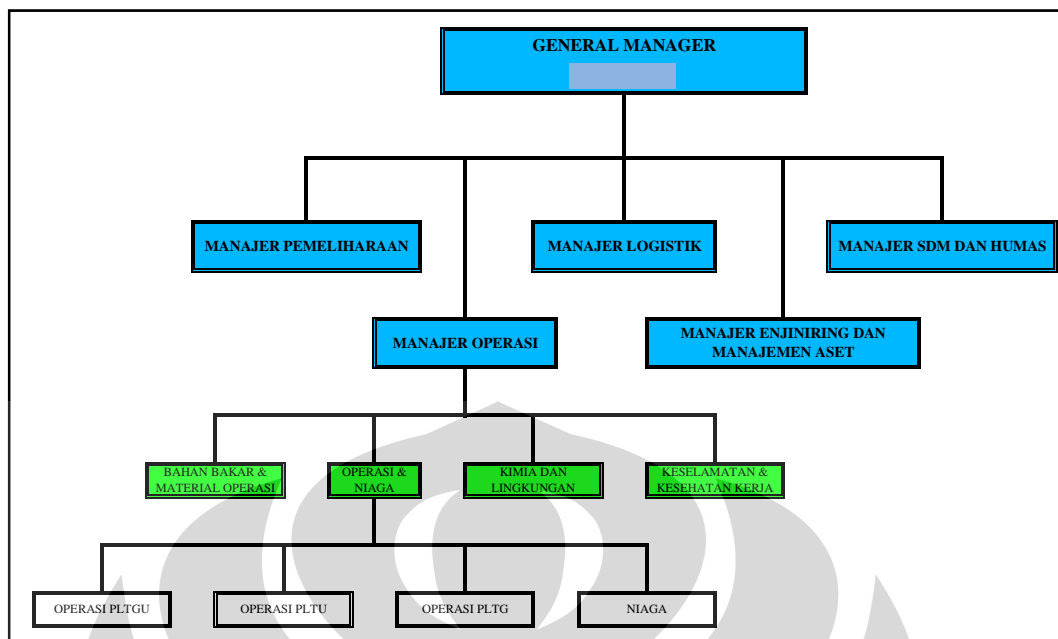 GENERAL MANAGER
MANAJER PEMELIHARAAN
MANAJER LOGISTIK
MANAJER SDM DAN HUMAS
MANAJER OPERASI
MANAJER ENJINIRING DAN
MANAJEMEN ASET
BAHAN BAKAR &
MATERIAL OPERASI
OPERASI &
NIAGA
KIMIA DAN
LINGKUNGAN
KESELAMATAN &
KESEHATAN KERJA
OPERASI PLTGU
OPERASI PLTU
OPERASI PLTG
NIAGA